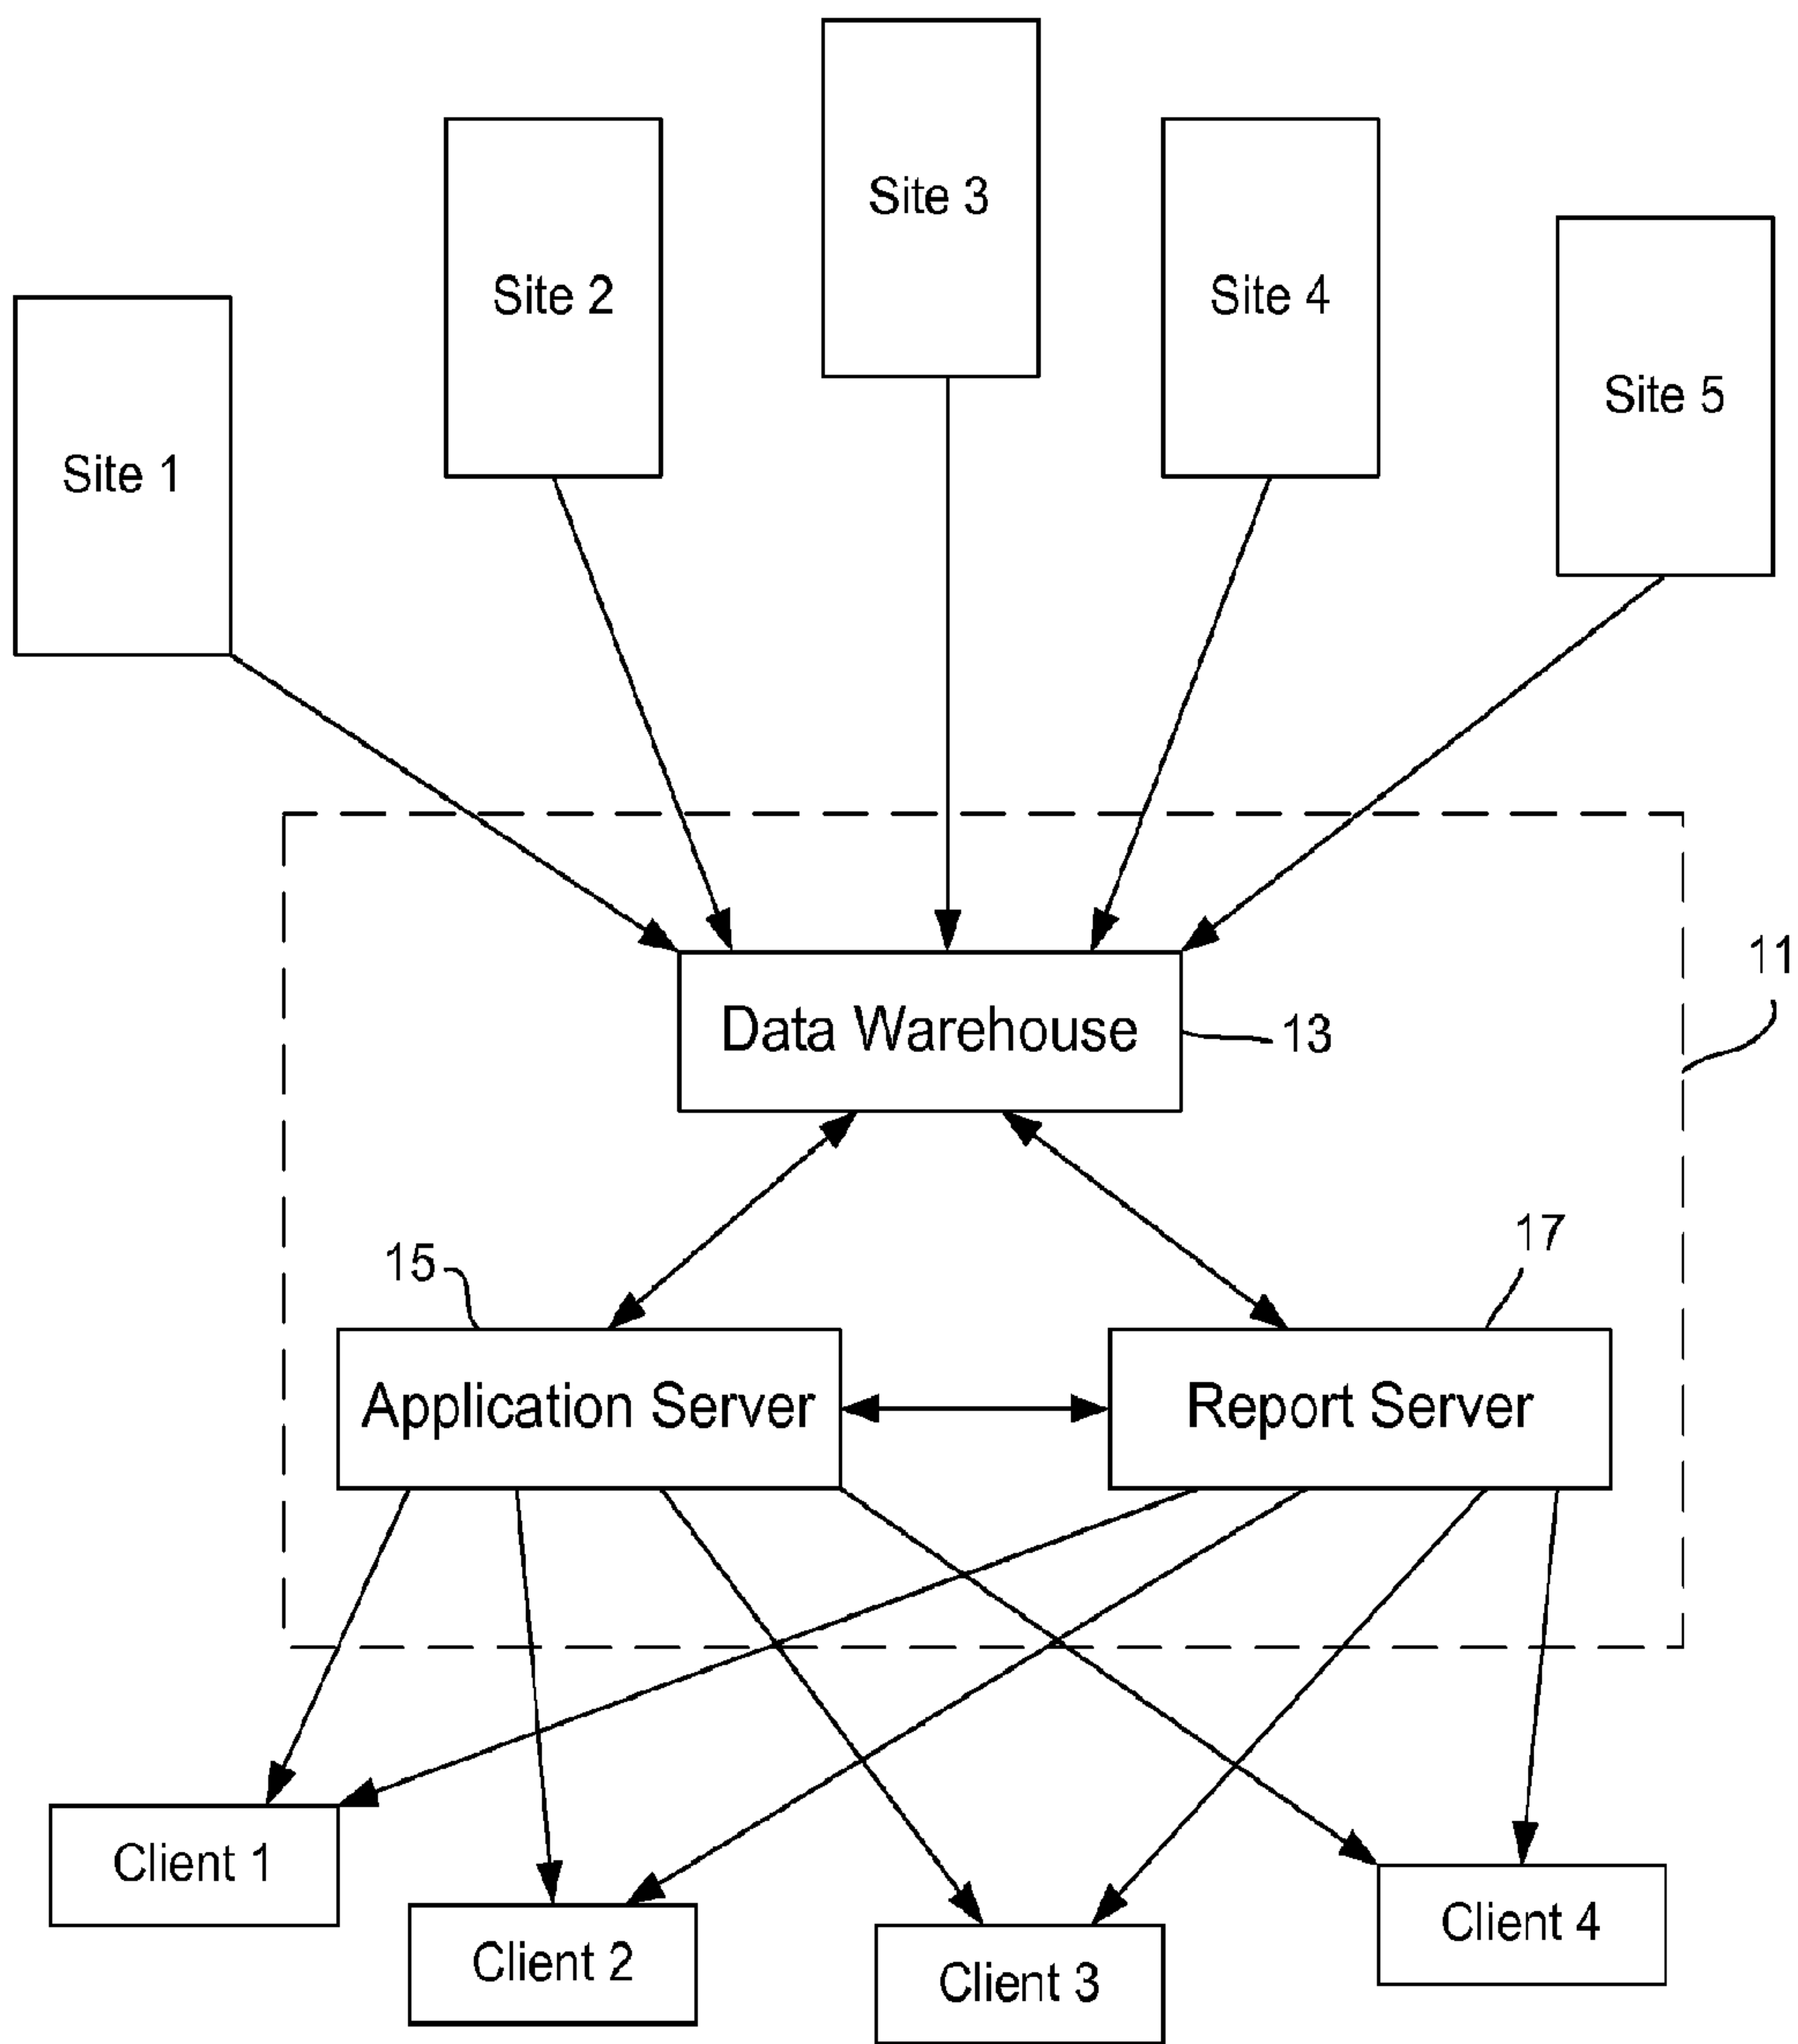 Site 3
Site 2
Site 4
Site 5
Site 1
11
Data Warehouse
13
15
17
Application Server
Report Server
Client 1
Client 4
Client 2
Client 3